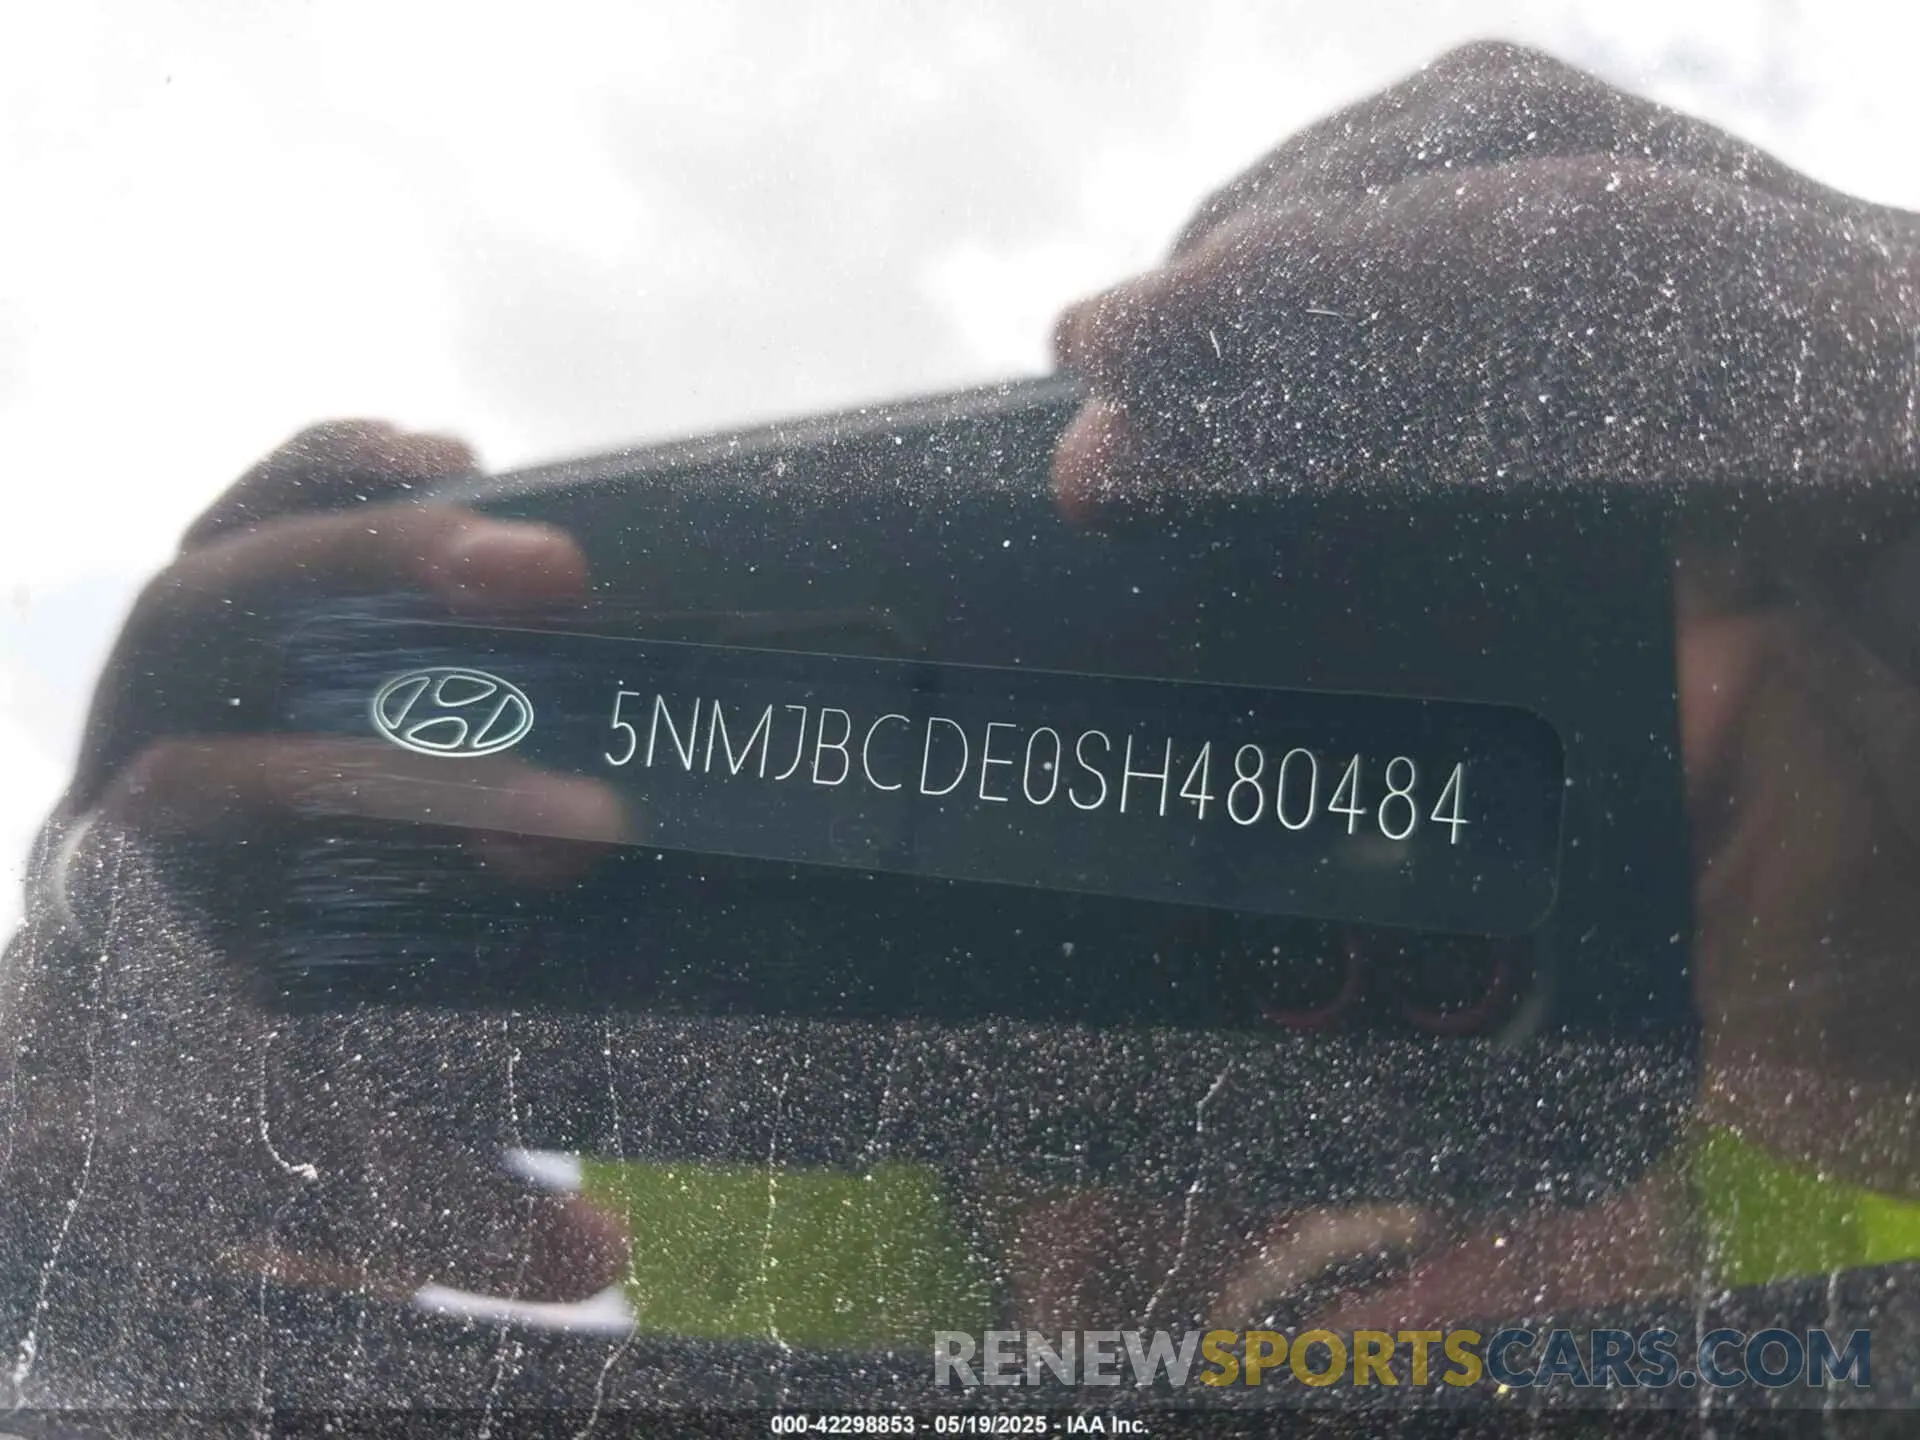 5NMJBCDE0SH480484
RENEWSPORTSCARS.COM
000-42298853 - 05/19/2025 - IAA Inc.